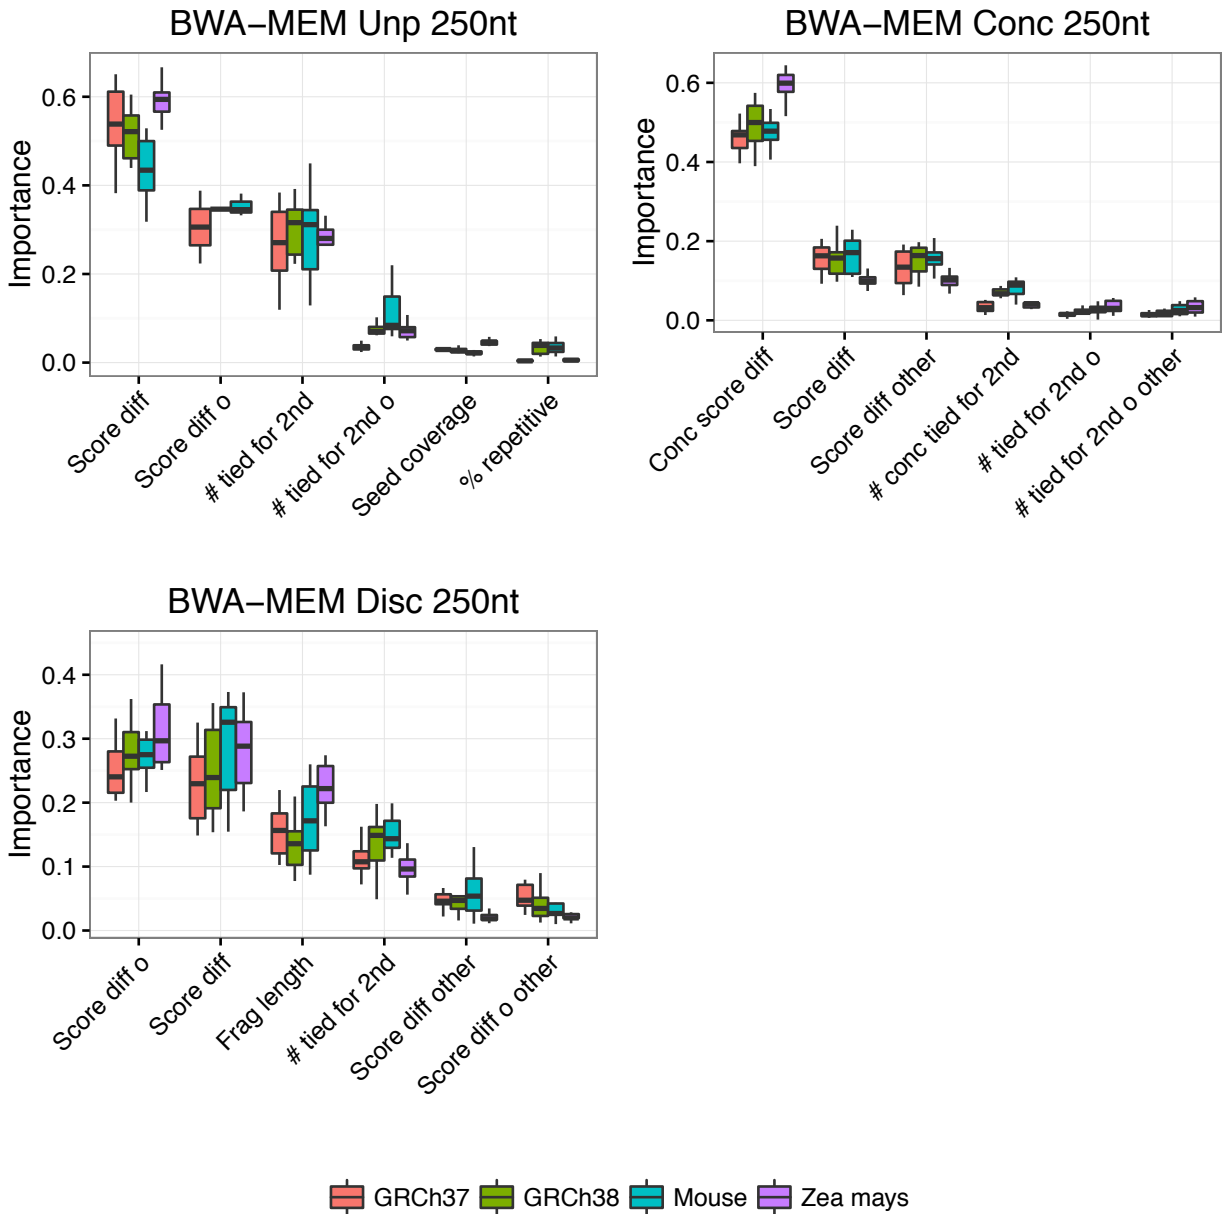 BWA−MEM Unp 250nt
Importance
0.6
0.4
0.2
0.0
Score diff
Score diff o
# tied for 2nd
# tied for 2nd o
Seed coverage
% repetitive
BWA−MEM Conc 250nt
Importance
0.6
0.4
0.2
0.0
Conc score diff
Score diff
Score diff other
# conc tied for 2nd
# tied for 2nd o
# tied for 2nd o other
BWA−MEM Disc 250nt
Importance
0.4
0.3
0.2
0.1
0.0
Score diff o
Score diff
Frag length
# tied for 2nd
Score diff other
Score diff o other
GRCh37
GRCh38
Mouse
Zea mays